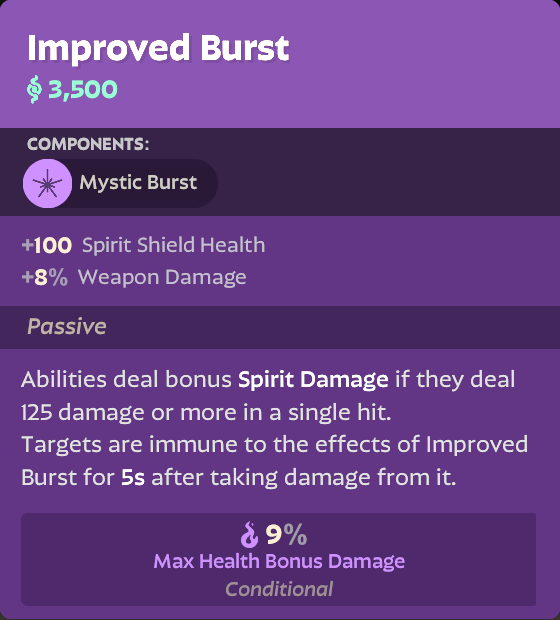 Improved Burst
3,500
COMPONENTS:
Mystic Burst
+100 Spirit Shield Health
+8% Weapon Damage
Passive
Abilities deal bonus Spirit Damage if they deal
125 damage or more in a single hit.
Targets are immune to the effects of Improved
Burst for 5s after taking damage from it.
9%
Max Health Bonus Damage
Conditional